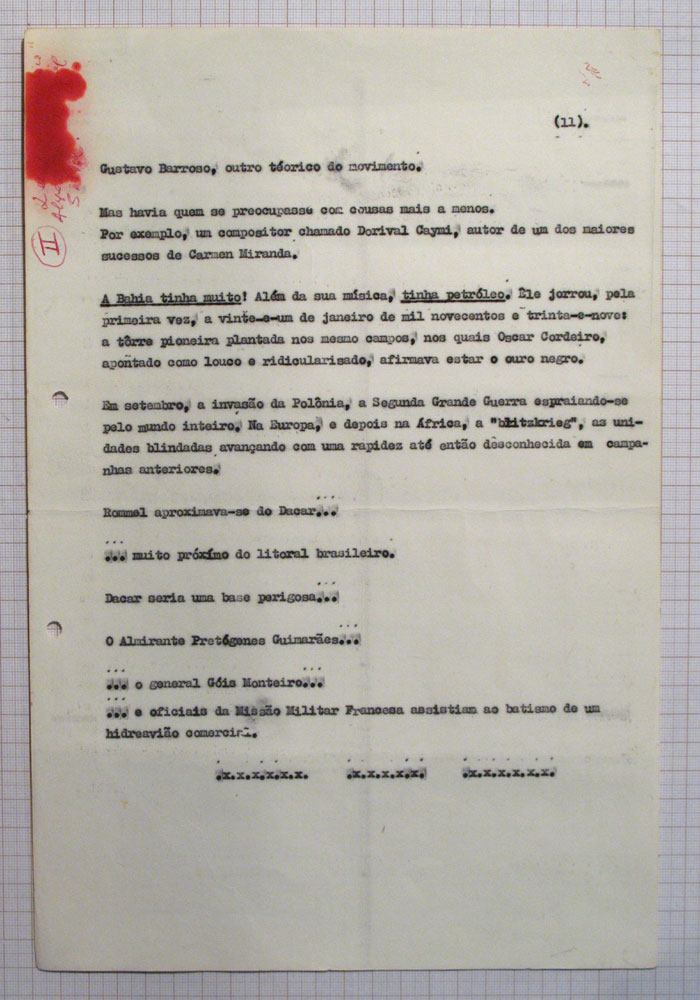 (11).
Gustavo Barroso, outro téorico do movimento.
Mas havia quem se preocupasse com cousas mais a menos.
Por exemplo, um compositor chamado Dorival Caymi, autor de um dos maiores
sucessos de Carmen Miranda.
A Bahia tinha muito! Além da sua música, tinha petróleo. Ele jorrou, pela
primeira vez, a vinte-e-um de janeiro de mil novecentos e trinta-e-nove:
a tôrre pioneira plantada nos mesmo campos, nos quais Oscar Cordeiro,
apontado como louco e ridicularisado, afirmava estar o ouro negro.
Em setembro, a invasão da Polônia, a Segunda Grande Guerra espraiando-se
pelo mundo inteiro. Na Europa, e depois na África, a "blitzkrieg", as uni-
dades blindadas avançando com uma rapidez até então desconhecida em campa-
nhas anteriores.
Rommel aproximava-se do Dacar...
... muito próximo do litoral brasileiro.
Dacar seria uma base perigosa...
O Almirante Protógenes Guimarães...
... o general Góis Monteiro...
... e oficiais da Missão Militar Francesa assistiam ao batismo de um
hidreavião comercial.
.x.x.x.x.x. .x.x.x.x.x. .x.x.x.x.x.x.
II